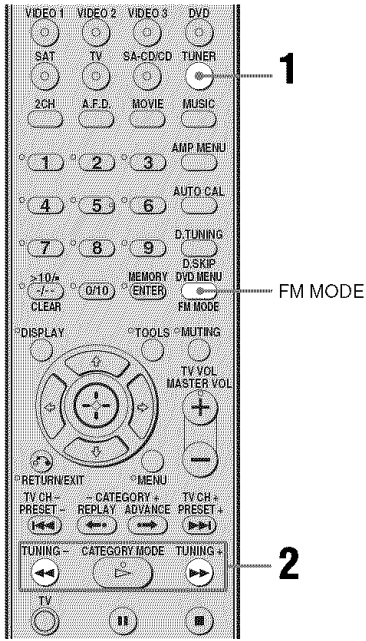 VIDEO 1 VIDEO 2 VIDEO 3 DVD
SAT TV SA-CD/CD TUNER
1
2CH A.F.D. MOVIE MUSIC
AMP MENU
1 2 3
AUTO CAL
4 5 6
D.TUNING
7 8 9
D.SKIP
>10/• MEMORY DVD MENU
-/-- 0/10 ENTER
FM MODE
CLEAR FM MODE
DISPLAY TOOLS MUTING
TV VOL
MASTER VOL
+
−
RETURN/EXIT MENU
TV CH – – CATEGORY + TV CH +
PRESET – REPLAY ADVANCE PRESET +
TUNING – CATEGORY MODE TUNING +
2
TV